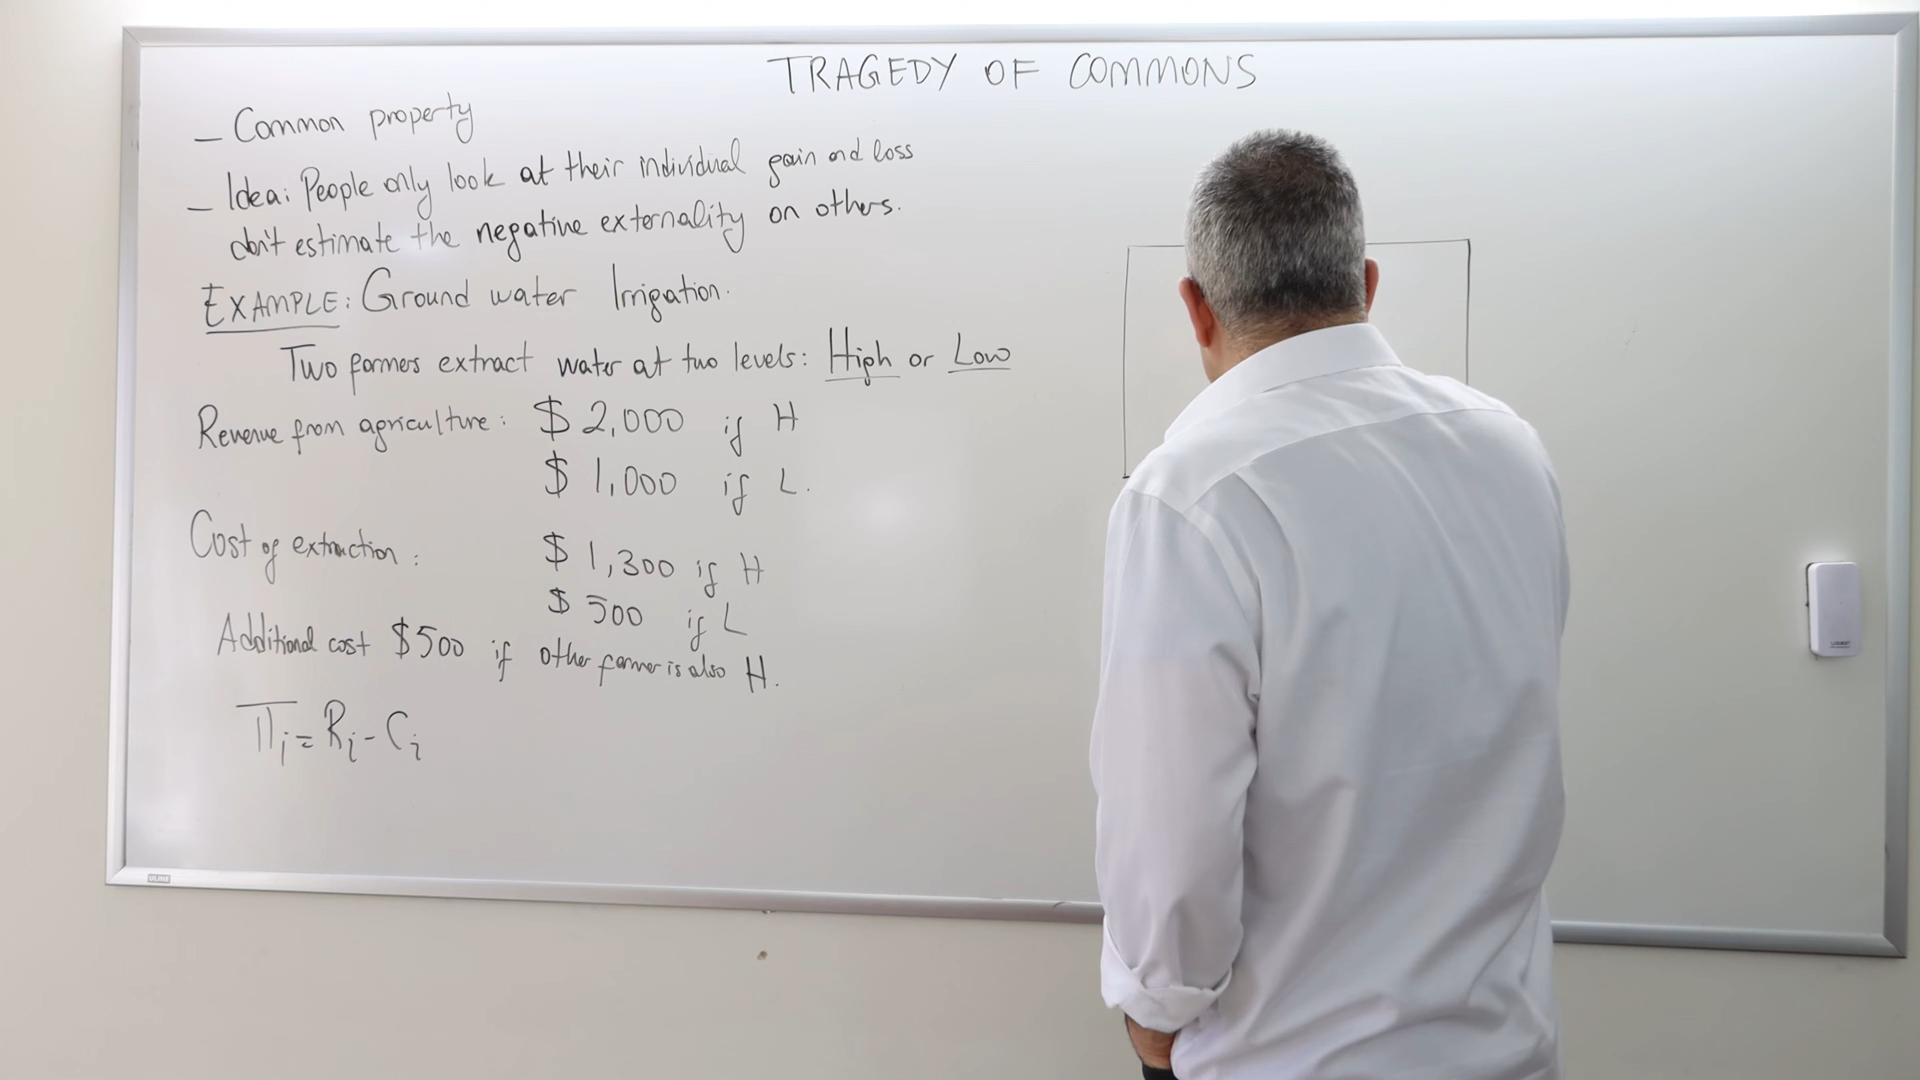 TRAGEDY OF COMMONS
– Common property
– Idea: People only look at their individual gain and loss
don't estimate the negative externality on others.
EXAMPLE: Ground water Irrigation.
Two farmers extract water at two levels: High or Low
Revenue from agriculture: $ 2,000 if H
$ 1,000 if L.
Cost of extraction: $ 1,300 if H
$ 500 if L
Additional cost $500 if other farmer is also H.
Πi = Ri - Ci
ULINE